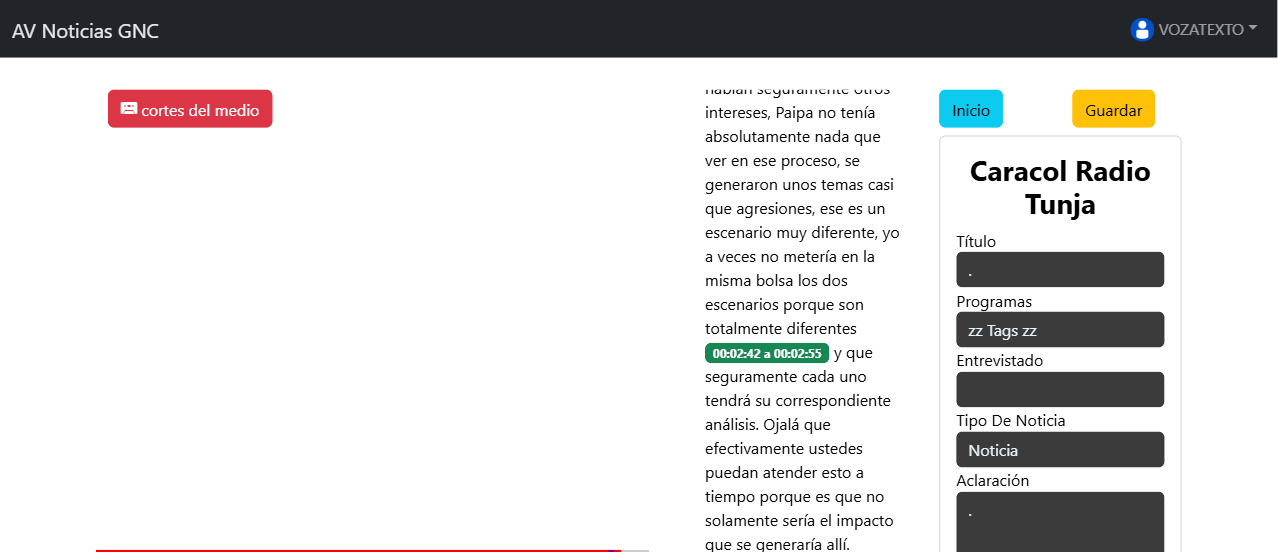 AV Noticias GNC
VOZATEXTO
cortes del medio
habían seguramente otros
intereses, Paipa no tenía
absolutamente nada que
ver en ese proceso, se
generaron unos temas casi
que agresiones, ese es un
escenario muy diferente, yo
a veces no metería en la
misma bolsa los dos
escenarios porque son
totalmente diferentes
00:02:42 a 00:02:55 y que
seguramente cada uno
tendrá su correspondiente
análisis. Ojalá que
efectivamente ustedes
puedan atender esto a
tiempo porque es que no
solamente sería el impacto
que se generaría allí.
Inicio
Guardar
Caracol Radio
Tunja
Título
.
Programas
zz Tags zz
Entrevistado
Tipo De Noticia
Noticia
Aclaración
.